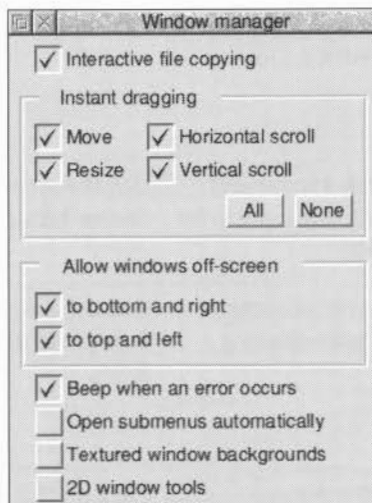 Window manager
Interactive file copying
Instant dragging
Move Horizontal scroll
Resize Vertical scroll
All None
Allow windows off-screen
to bottom and right
to top and left
Beep when an error occurs
Open submenus automatically
Textured window backgrounds
2D window tools